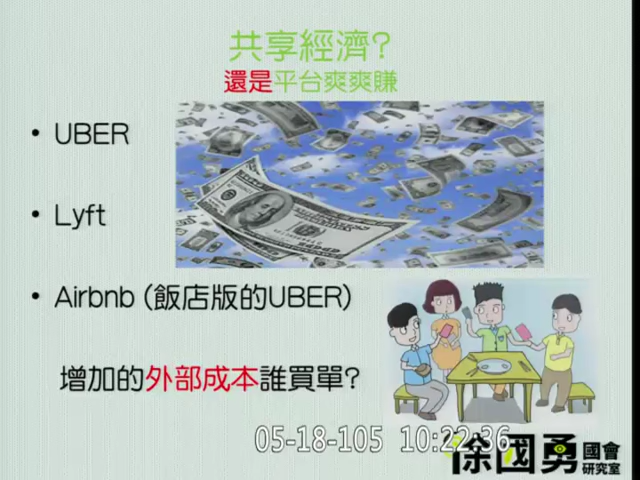 共享經濟?
還是平台爽爽賺
• UBER
• Lyft
• Airbnb (飯店版的UBER)
增加的外部成本誰買單?
05-18-105 10:22:36
徐國勇 國會
研究室